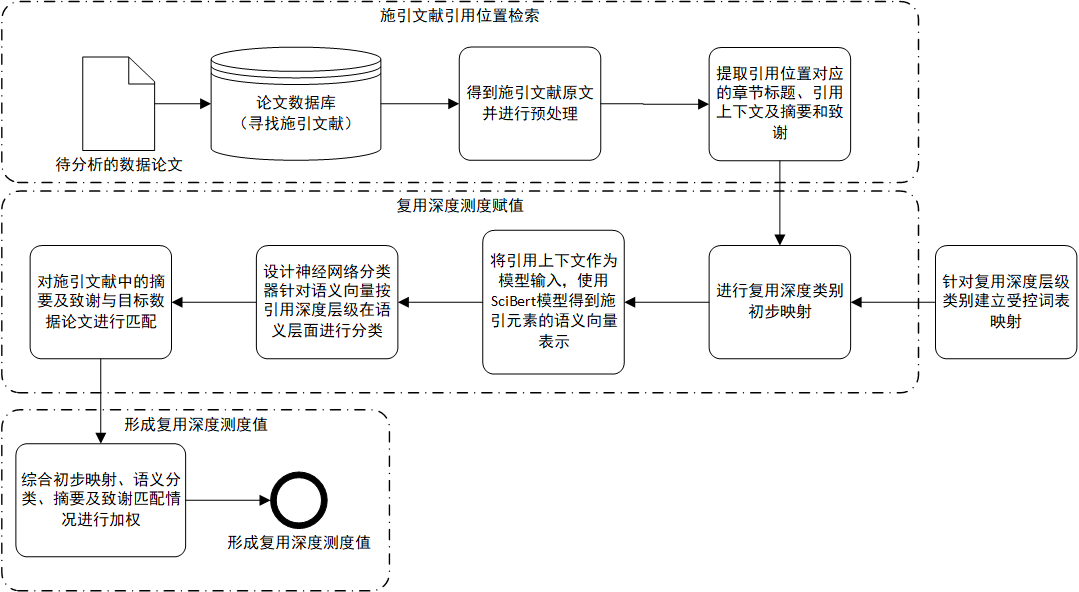 施引文献引用位置检索
待分析的数据论文
论文数据库
（寻找施引文献）
得到施引文献原文
并进行预处理
提取引用位置对应
的章节标题、引用
上下文及摘要和致
谢
复用深度测度赋值
对施引文献中的摘
要及致谢与目标数
据论文进行匹配
设计神经网络分类
器针对语义向量按
引用深度层级在语
义层面进行分类
将引用上下文作为
模型输入，使用
SciBert模型得到施
引元素的语义向量
表示
进行复用深度类别
初步映射
针对复用深度层级
类别建立受控词表
映射
形成复用深度测度值
综合初步映射、语义分
类、摘要及致谢匹配情
况进行加权
形成复用深度测度值